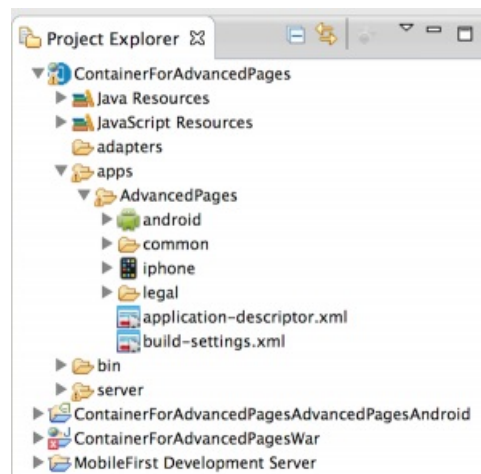 Project Explorer
ContainerForAdvancedPages
Java Resources
JavaScript Resources
adapters
apps
AdvancedPages
android
common
iphone
legal
application-descriptor.xml
build-settings.xml
bin
server
ContainerForAdvancedPagesAdvancedPagesAndroid
ContainerForAdvancedPagesWar
MobileFirst Development Server